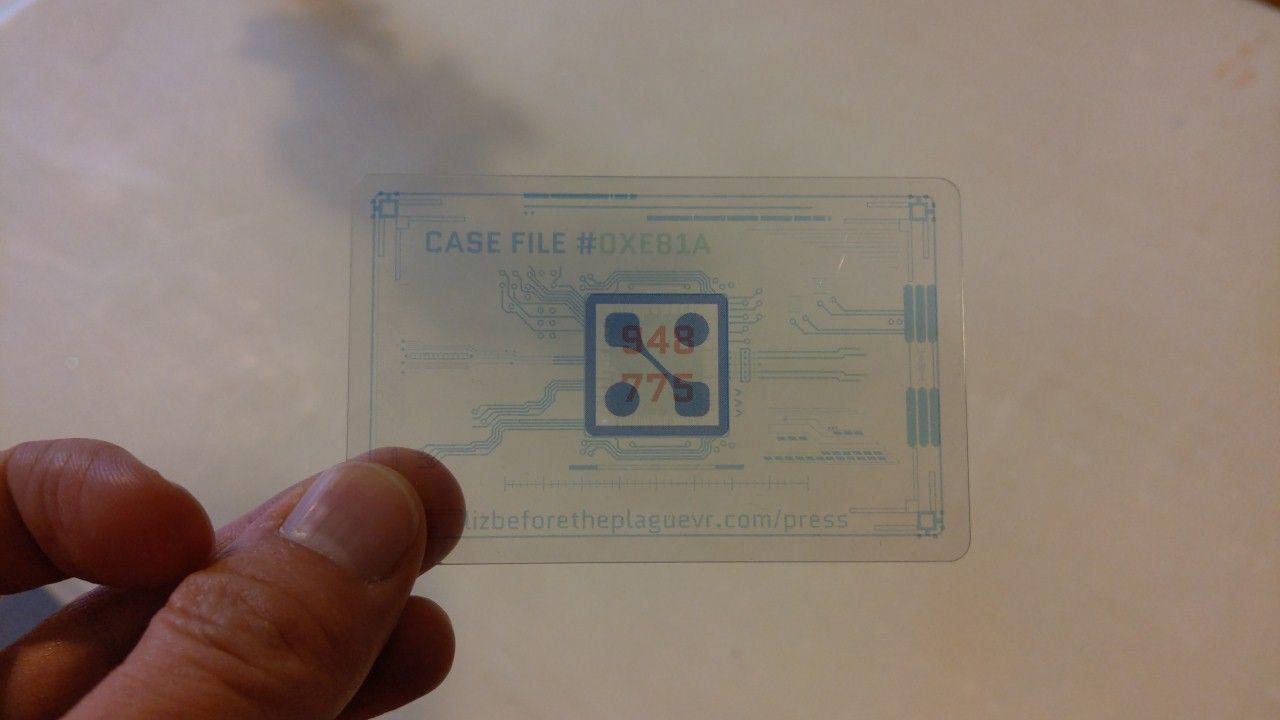 CASE FILE #0XE81A
948
775
lizbeforetheplaguevr.com/press